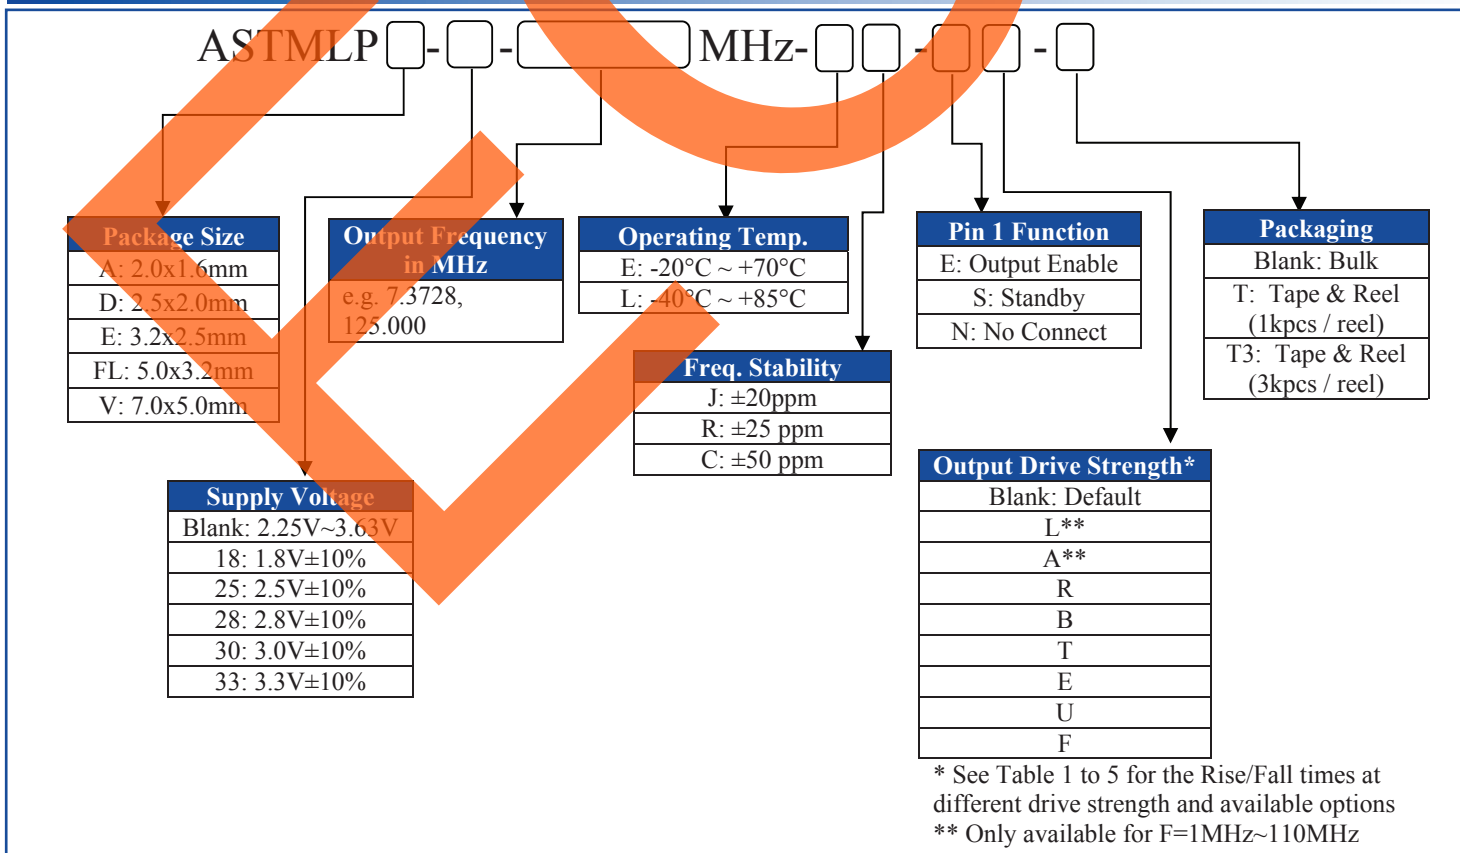 ASTMLP - - MHz- - -
Package Size
A: 2.0x1.6mm
D: 2.5x2.0mm
E: 3.2x2.5mm
FL: 5.0x3.2mm
V: 7.0x5.0mm
Output Frequency
in MHz
e.g. 7.3728,
125.000
Operating Temp.
E: -20°C ~ +70°C
L: -40°C ~ +85°C
Pin 1 Function
E: Output Enable
S: Standby
N: No Connect
Packaging
Blank: Bulk
T: Tape & Reel
(1kpcs / reel)
T3: Tape & Reel
(3kpcs / reel)
Freq. Stability
J: ±20ppm
R: ±25 ppm
C: ±50 ppm
Supply Voltage
Blank: 2.25V~3.63V
18: 1.8V±10%
25: 2.5V±10%
28: 2.8V±10%
30: 3.0V±10%
33: 3.3V±10%
Output Drive Strength*
Blank: Default
L**
A**
R
B
T
E
U
F
* See Table 1 to 5 for the Rise/Fall times at
different drive strength and available options
** Only available for F=1MHz~110MHz